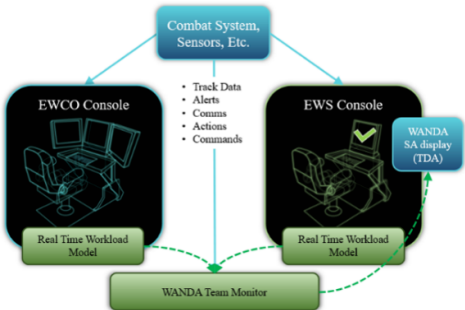 Combat System,
Sensors, Etc.
• Track Data
• Alerts
• Comms
• Actions
• Commands
EWCO Console
EWS Console
WANDA
SA display
(TDA)
Real Time Workload
Model
Real Time Workload
Model
WANDA Team Monitor